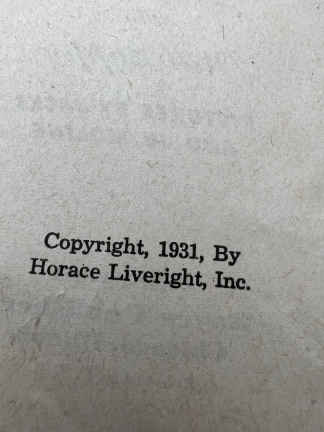 Copyright, 1931, By
Horace Liveright, Inc.